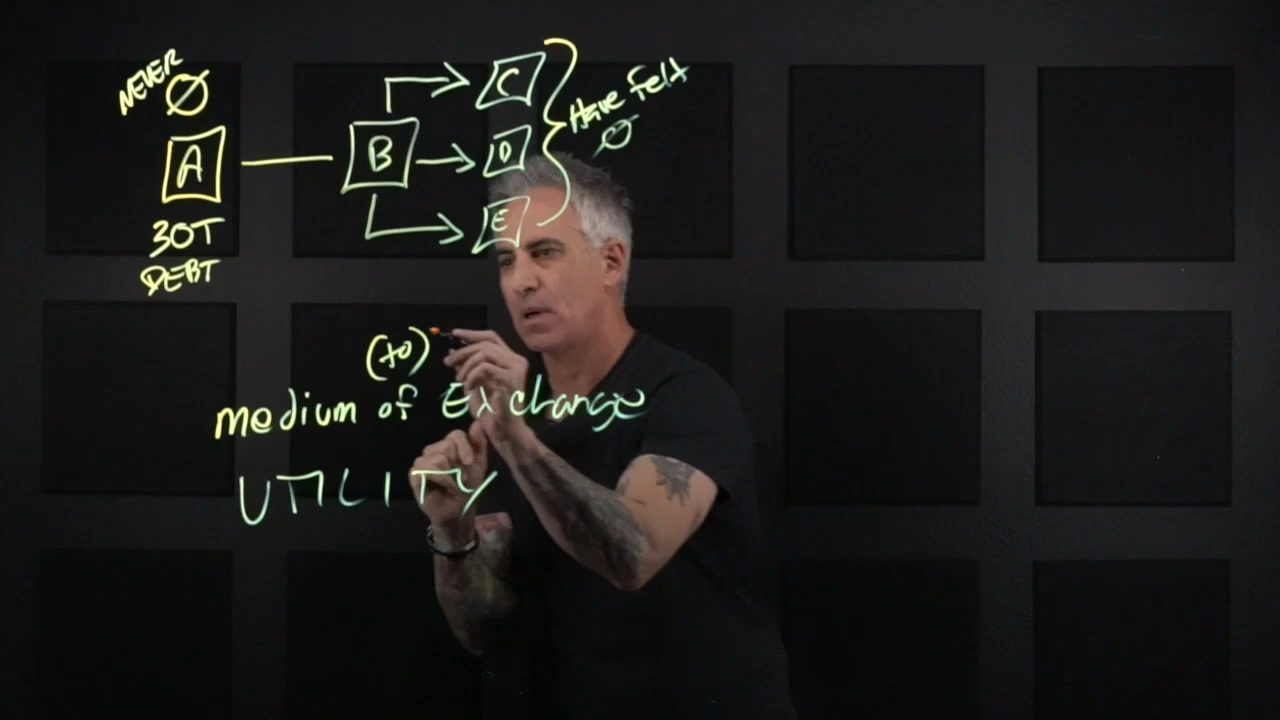 NEVER
Ø
A
30T
DEBT
B
C
D
E
Have felt
Ø
(to)
medium of Exchange
UTILITY